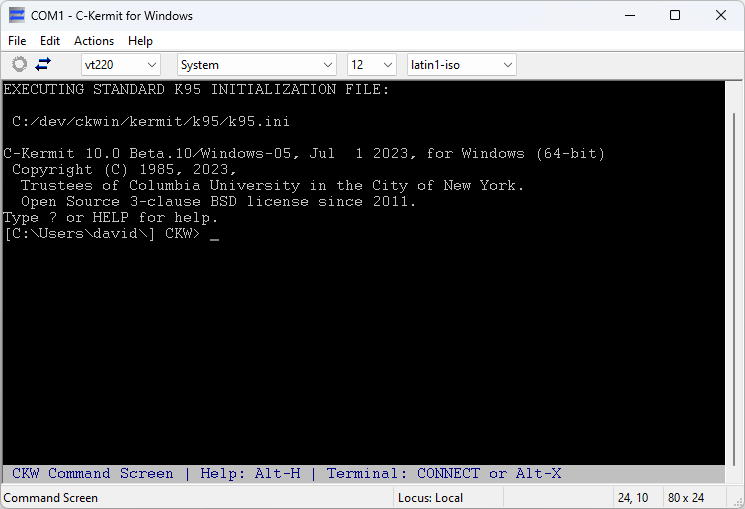 COM1 - C-Kermit for Windows
File Edit Actions Help
vt220 System 12 latin1-iso
EXECUTING STANDARD K95 INITIALIZATION FILE:
C:/dev/ckwin/kermit/k95/k95.ini
C-Kermit 10.0 Beta.10/Windows-05, Jul  1 2023, for Windows (64-bit)
Copyright (C) 1985, 2023,
Trustees of Columbia University in the City of New York.
Open Source 3-clause BSD license since 2011.
Type ? or HELP for help.
[C:\Users\david\] CKW> _
CKW Command Screen | Help: Alt-H | Terminal: CONNECT or Alt-X
Command Screen Locus: Local 24, 10 80 x 24